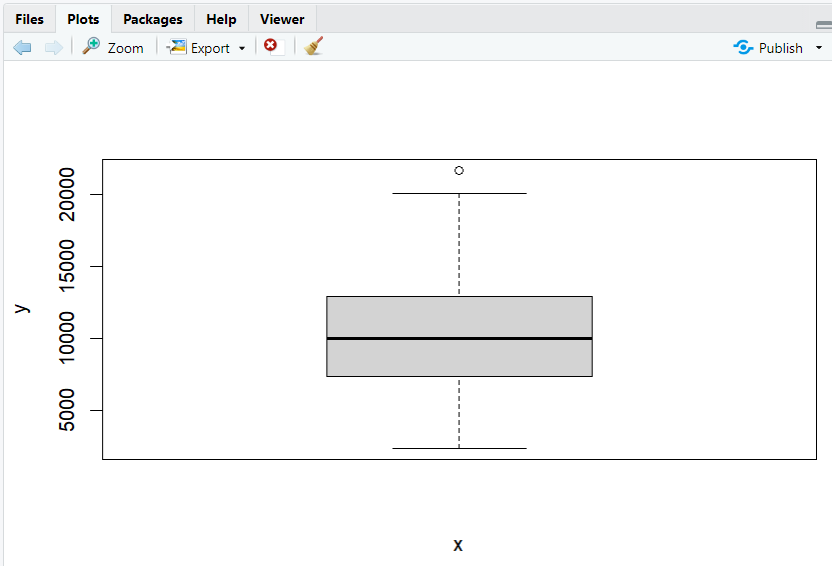 Files Plots Packages Help Viewer
Zoom Export Publish
20000
15000
10000
5000
y
x